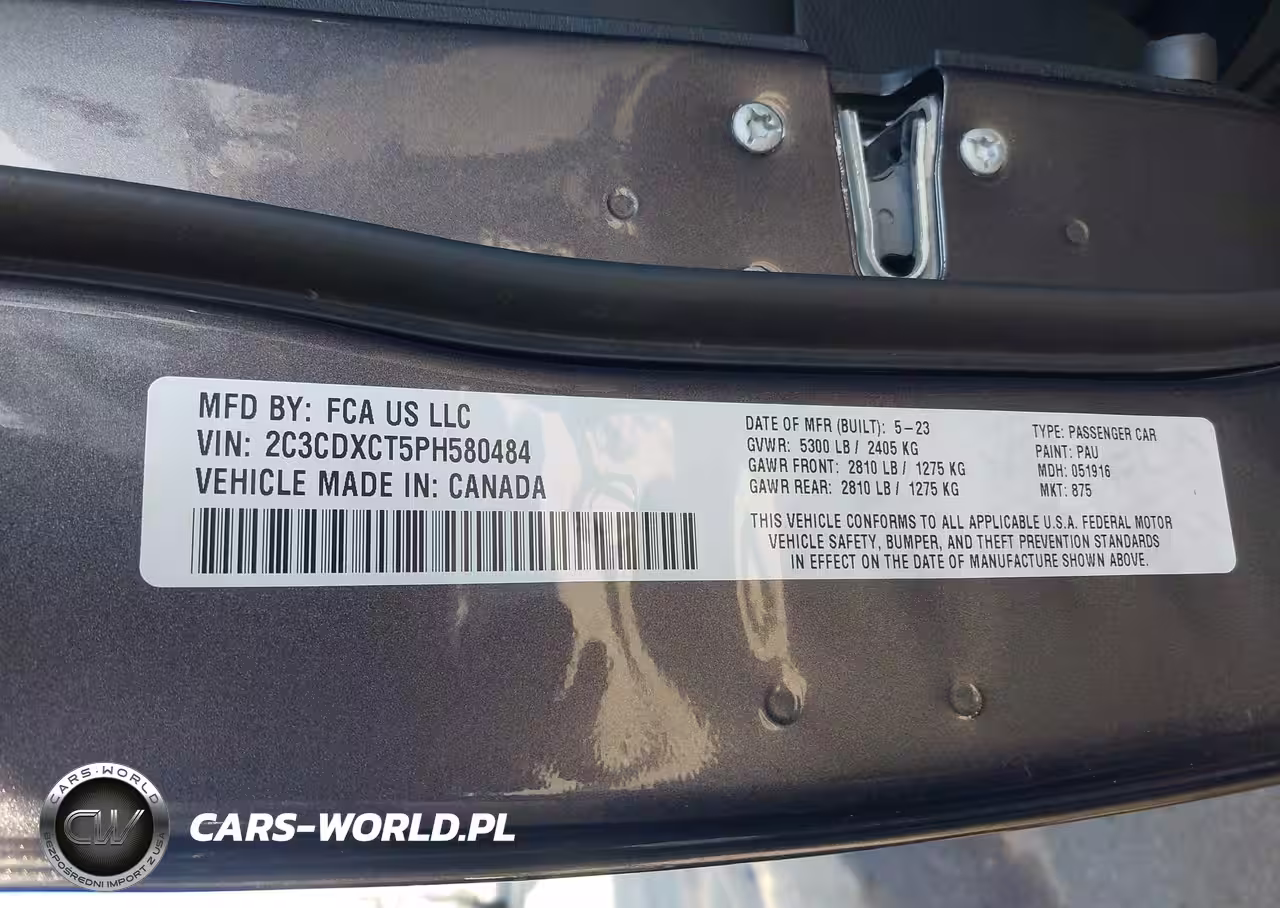 MFD BY: FCA US LLC
VIN: 2C3CDXCT5PH580484
VEHICLE MADE IN: CANADA
DATE OF MFR (BUILT): 5-23
GVWR: 5300 LB / 2405 KG
GAWR FRONT: 2810 LB / 1275 KG
GAWR REAR: 2810 LB / 1275 KG
TYPE: PASSENGER CAR
PAINT: PAU
MDH: 051916
MKT: 875
THIS VEHICLE CONFORMS TO ALL APPLICABLE U.S.A. FEDERAL MOTOR
VEHICLE SAFETY, BUMPER, AND THEFT PREVENTION STANDARDS
IN EFFECT ON THE DATE OF MANUFACTURE SHOWN ABOVE.
CARS-WORLD
CW
BEZPOŚREDNI IMPORT Z USA
CARS-WORLD.PL